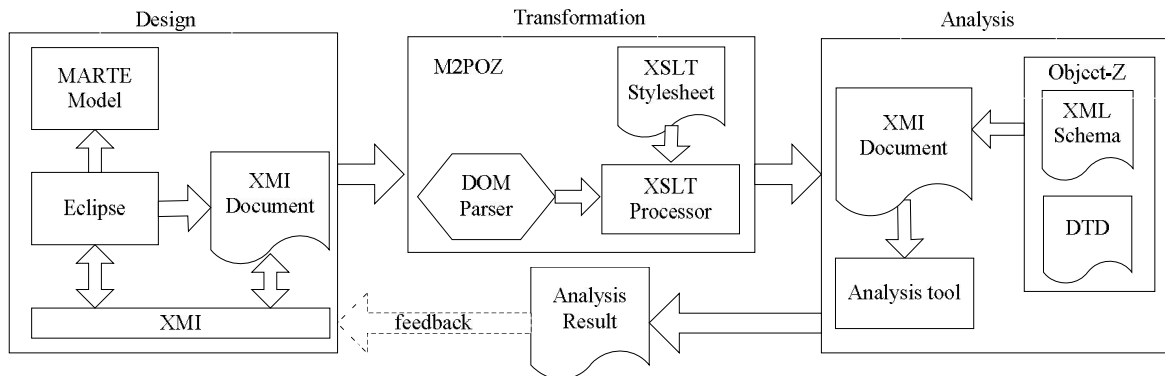 Design
MARTE
Model
Eclipse
XMI
Document
XMI
Transformation
M2POZ
XSLT
Stylesheet
DOM
Parser
XSLT
Processor
Analysis
XMI
Document
Object-Z
XML
Schema
DTD
Analysis tool
Analysis
Result
feedback